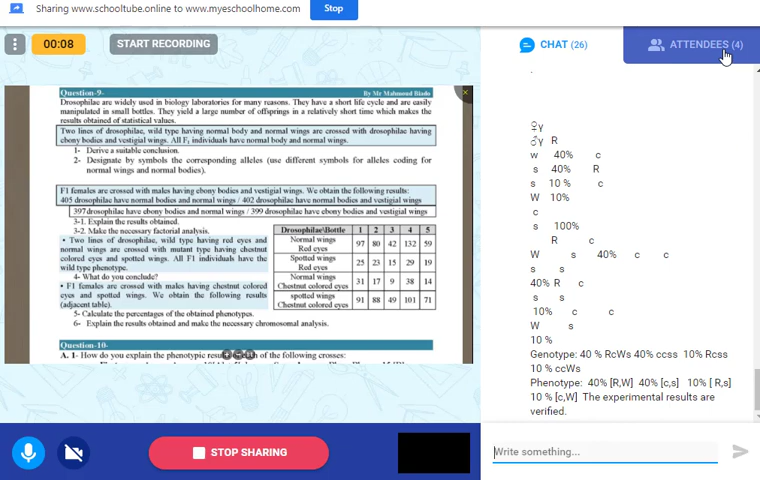 Sharing www.schooltube.online to www.myeschoolhome.com
Stop
00:08
START RECORDING
CHAT (26)
ATTENDEES (4)
Question-9-
By Mr Mahmoud Biado
Drosophilae are widely used in biology laboratories for many reasons. They have a short life cycle and are easily
manipulated in small bottles. They yield a large number of offsprings in a relatively short time which makes the
results obtained of statistical values.
Two lines of drosophilae, wild type having normal body and normal wings are crossed with drosophilae having
ebony bodies and vestigial wings. All F1 individuals have normal body and normal wings.
1- Derive a suitable conclusion.
2- Designate by symbols the corresponding alleles (use different symbols for alleles coding for
normal wings and normal bodies).
F1 females are crossed with males having ebony bodies and vestigial wings. We obtain the following results:
405 drosophilae have normal bodies and normal wings / 402 drosophilae have normal bodies and vestigial wings
397drosophilae have ebony bodies and normal wings / 399 drosophilae have ebony bodies and vestigial wings
3-1. Explain the results obtained.
3-2. Make the necessary factorial analysis.
• Two lines of drosophilae, wild type having red eyes and
normal wings are crossed with mutant type having chestnut
colored eyes and spotted wings. All F1 individuals have the
wild type phenotype.
4- What do you conclude?
• F1 females are crossed with males having chestnut colored
eyes and spotted wings. We obtain the following results
(adjacent table).
Drosophilae\Bottle 1 2 3 4 5
Normal wings
Red eyes 97 80 42 132 59
Spotted wings
Red eyes 25 23 15 29 19
Normal wings
Chestnut colored eyes 31 17 9 38 14
spotted wings
Chestnut colored eyes 91 88 49 101 71
5- Calculate the percentages of the obtained phenotypes.
6- Explain the results obtained and make the necessary chromosomal analysis.
Question-10-
A. 1- How do you explain the phenotypic resu of the following crosses:
♀γ
♂γ R
w 40% c
s 40% R
s 10 % c
W 10%
c
s 100%
R c
W s 40% c c
s s
40% R c
s s
10% c c
W s
10 %
Genotype: 40 % RcWs 40% ccss 10% Rcss
10 % ccWs
Phenotype: 40% [R,W] 40% [c,s] 10% [ R,s]
10 % [c,W] The experimental results are
verified.
STOP SHARING
Write something...